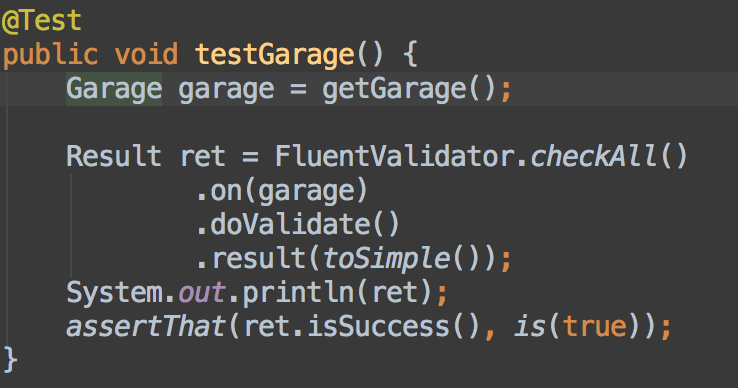 @Test
public void testGarage() {
Garage garage = getGarage();
Result ret = FluentValidator.checkAll()
.on(garage)
.doValidate()
.result(toSimple());
System.out.println(ret);
assertThat(ret.isSuccess(), is(true));
}